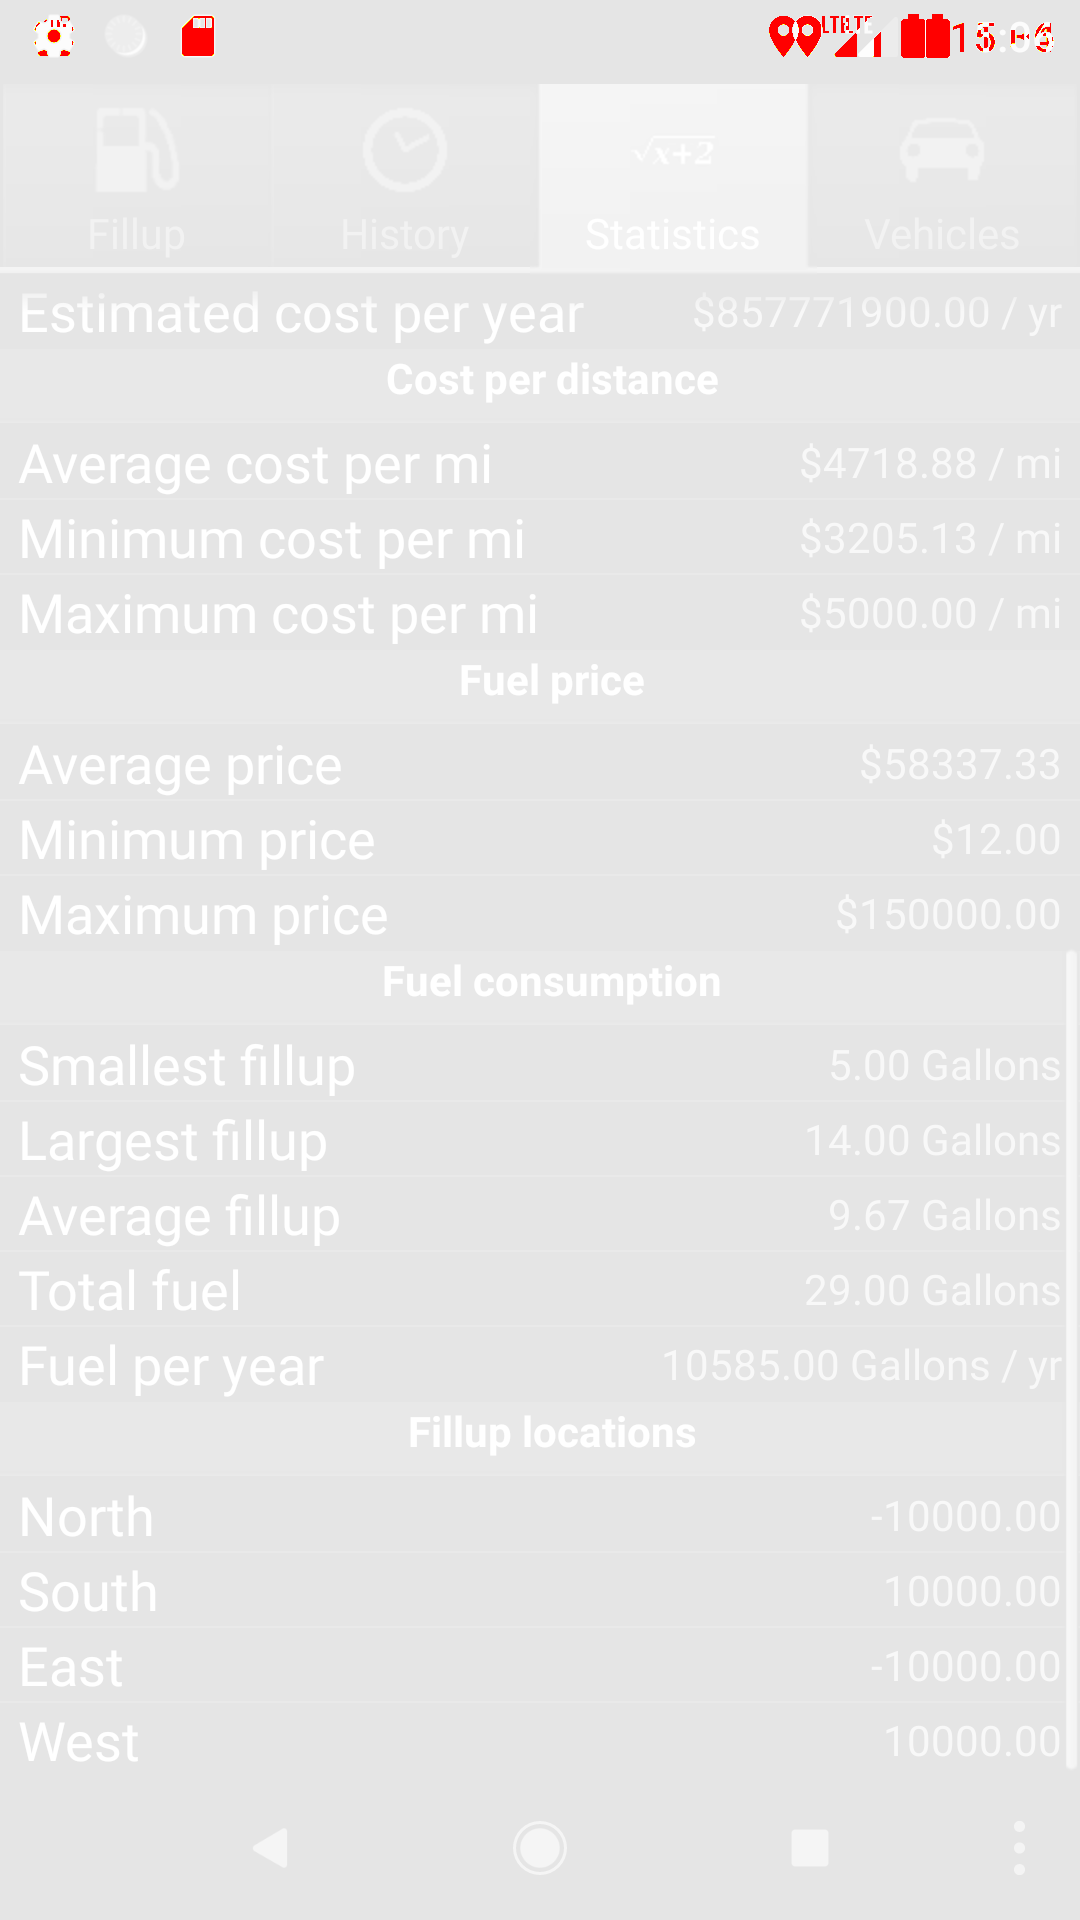 Fillup
History
√x+2
Statistics
Vehicles
Estimated cost per year $857771900.00 / yr
Cost per distance
Average cost per mi $4718.88 / mi
Minimum cost per mi $3205.13 / mi
Maximum cost per mi $5000.00 / mi
Fuel price
Average price $58337.33
Minimum price $12.00
Maximum price $150000.00
Fuel consumption
Smallest fillup 5.00 Gallons
Largest fillup 14.00 Gallons
Average fillup 9.67 Gallons
Total fuel 29.00 Gallons
Fuel per year 10585.00 Gallons / yr
Fillup locations
North -10000.00
South 10000.00
East -10000.00
West 10000.00